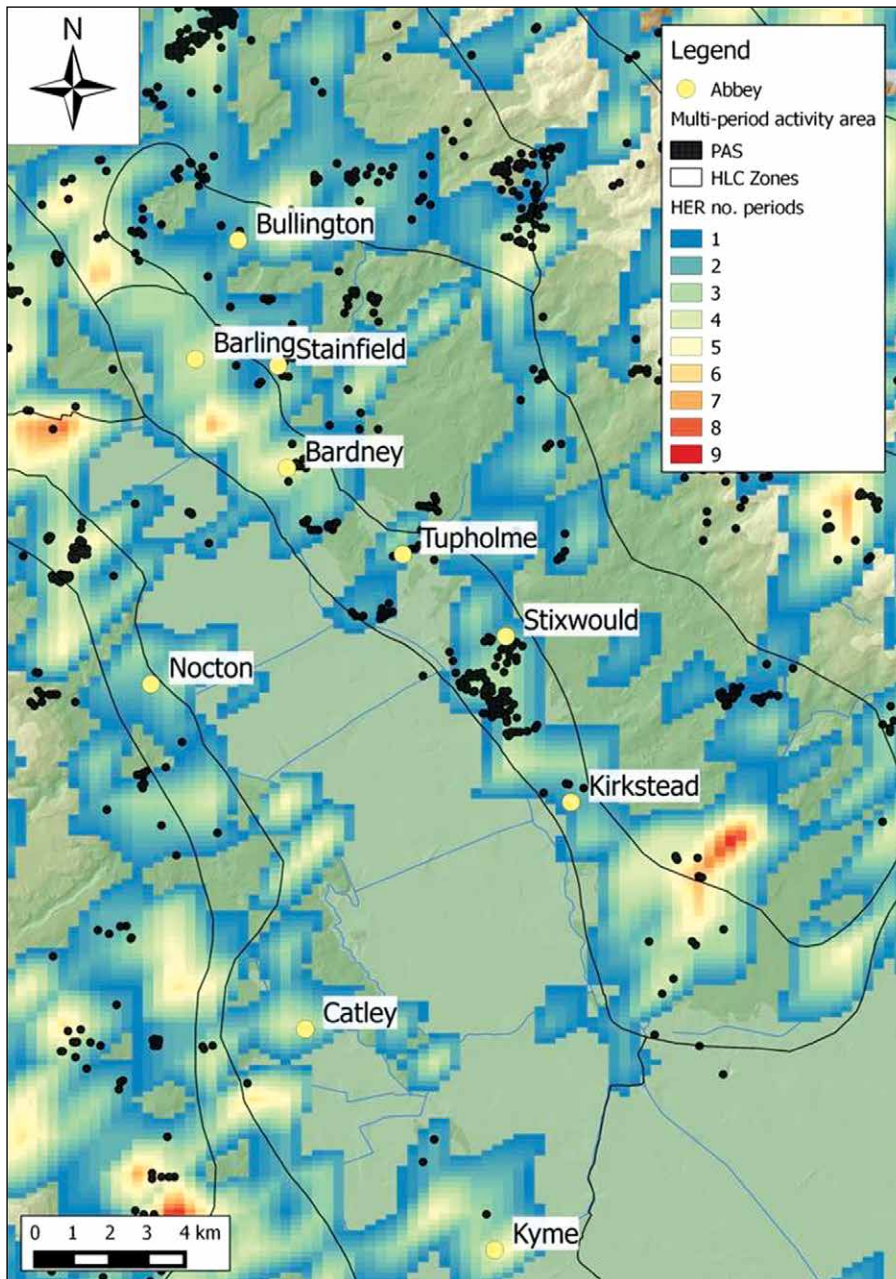 N
Legend
Abbey
Multi-period activity area
PAS
HLC Zones
HER no. periods
1
2
3
4
5
6
7
8
9
Bullington
Barling
Stainfield
Bardney
Tupholme
Stixwould
Nocton
Kirkstead
Catley
Kyme
0 1 2 3 4 km